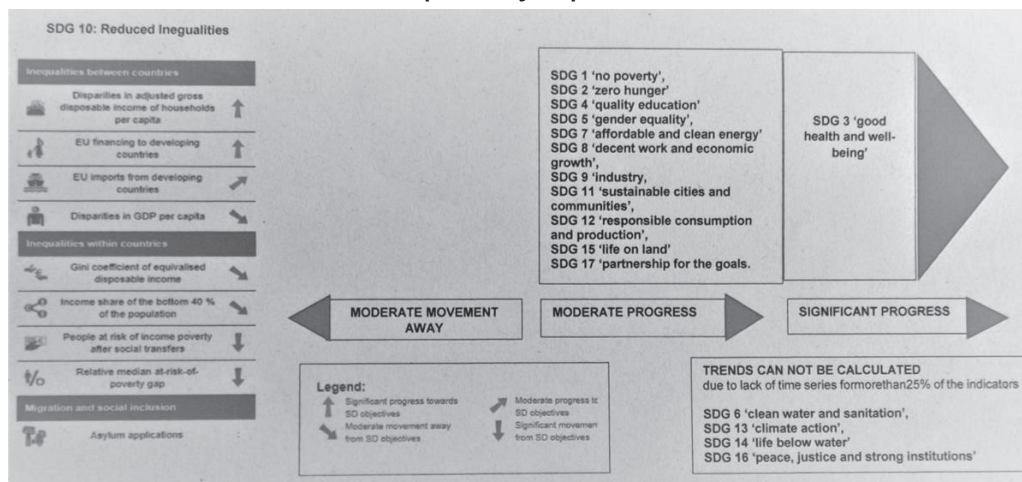 SDG 10: Reduced Inegualities
Ineqalities between countries
Disparities in adjusted gross
disposable income of households
per capita
EU financing to developing
countries
EU imports from developing
countries
Disparities in GDP per capita
Inegualities within countries
Gini coefficient of equivalised
disposable income
Income share of the bottom 40 %
of the population
People at risk of income poverty
after social transfers
Relative median at-risk-of-
poverty gap
Migration and social inclusion
Asylum applications
SDG 1 ‘no poverty’,
SDG 2 ‘zero hunger’
SDG 4 ‘quality education’
SDG 5 ‘gender equality’,
SDG 7 ‘affordable and clean energy’
SDG 8 ‘decent work and economic
growth’,
SDG 9 ‘industry,
SDG 11 ‘sustainable cities and
communities’,
SDG 12 ‘responsible consumption
and production’,
SDG 15 ‘life on land’
SDG 17 ‘partnership for the goals.
SDG 3 ‘good
health and well-
being’
MODERATE MOVEMENT
AWAY
MODERATE PROGRESS
SIGNIFICANT PROGRESS
Legend:
Significant progress towards
SD objectives
Moderate movement away
from SD objectives
Moderate progress tc
SD objectives
Significant movemen
from SD objectives
TRENDS CAN NOT BE CALCULATED
due to lack of time series formorethan25% of the indicators
SDG 6 ‘clean water and sanitation’,
SDG 13 ‘climate action’,
SDG 14 ‘life below water’
SDG 16 ‘peace, justice and strong institutions’